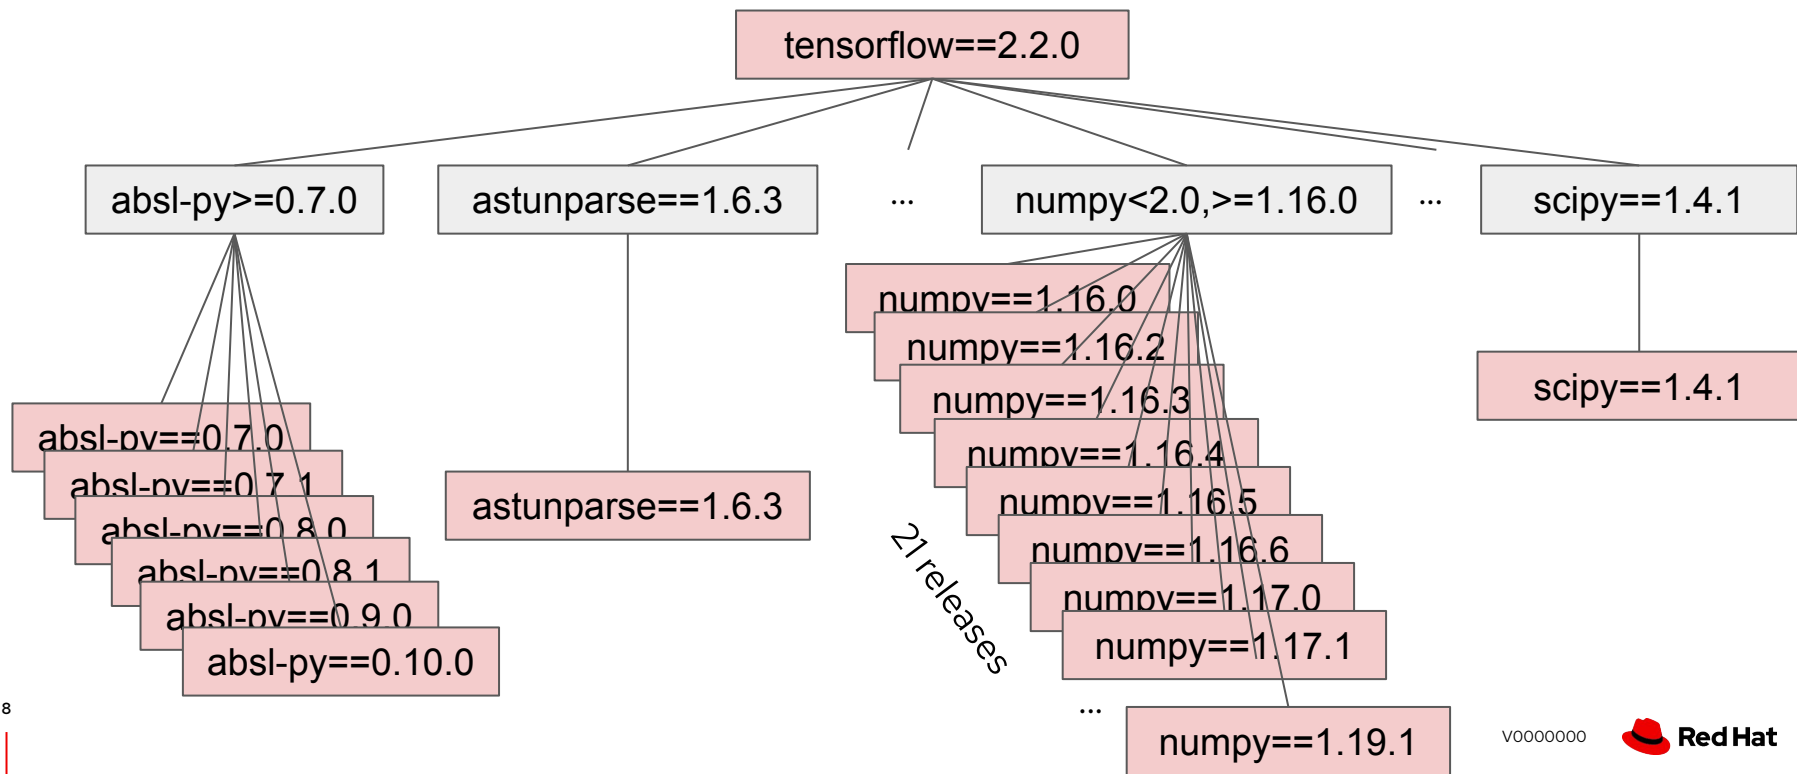 tensorflow==2.2.0
absl-py>=0.7.0
astunparse==1.6.3
...
numpy<2.0,>=1.16.0
...
scipy==1.4.1
absl-py==0.7.0
absl-py==0.7.1
absl-py==0.8.0
absl-py==0.8.1
absl-py==0.9.0
absl-py==0.10.0
astunparse==1.6.3
numpy==1.16.0
numpy==1.16.2
numpy==1.16.3
numpy==1.16.4
numpy==1.16.5
numpy==1.16.6
numpy==1.17.0
numpy==1.17.1
21 releases
...
numpy==1.19.1
scipy==1.4.1
8
V0000000
Red Hat